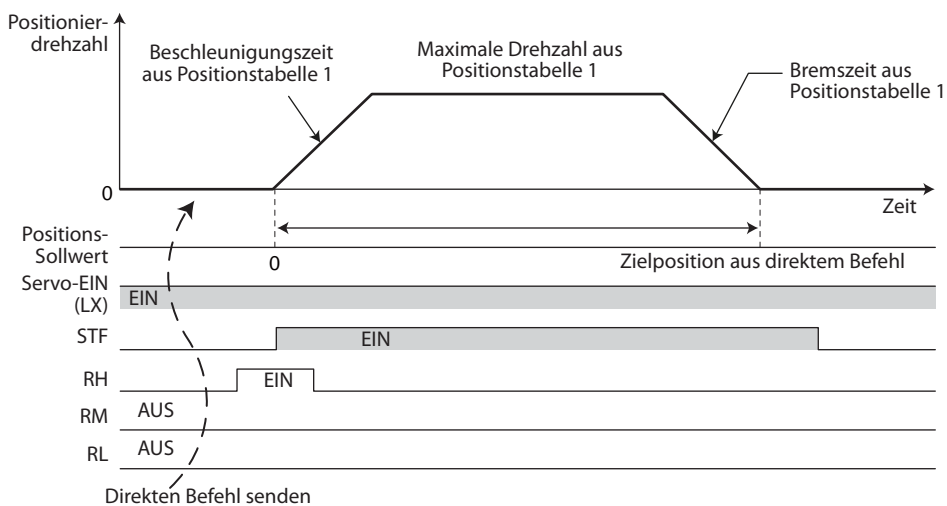 Positionier-
drehzahl
Beschleunigungszeit
aus Positionstabelle 1
Maximale Drehzahl aus
Positionstabelle 1
Bremszeit aus
Positionstabelle 1
0
Zeit
Positions-
Sollwert
0
Zielposition aus direktem Befehl
Servo-EIN
(LX)
EIN
STF
EIN
RH
EIN
RM
AUS
RL
AUS
Direkten Befehl senden